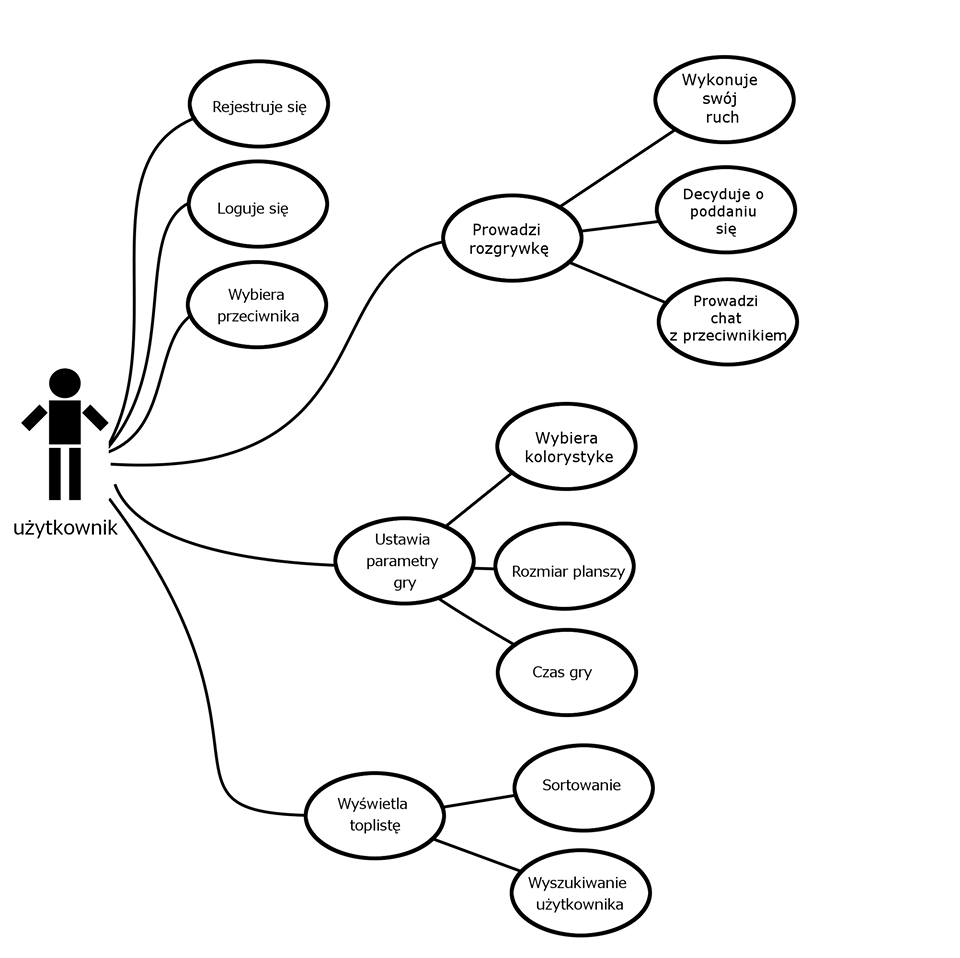 Rejestruje się
Loguje się
Wybiera
przeciwnika
użytkownik
Prowadzi
rozgrywkę
Wykonuje
swój
ruch
Decyduje o
poddaniu
się
Prowadzi
chat
z przeciwnikiem
Ustawia
parametry
gry
Wybiera
kolorystyke
Rozmiar planszy
Czas gry
Wyświetla
toplistę
Sortowanie
Wyszukiwanie
użytkownika